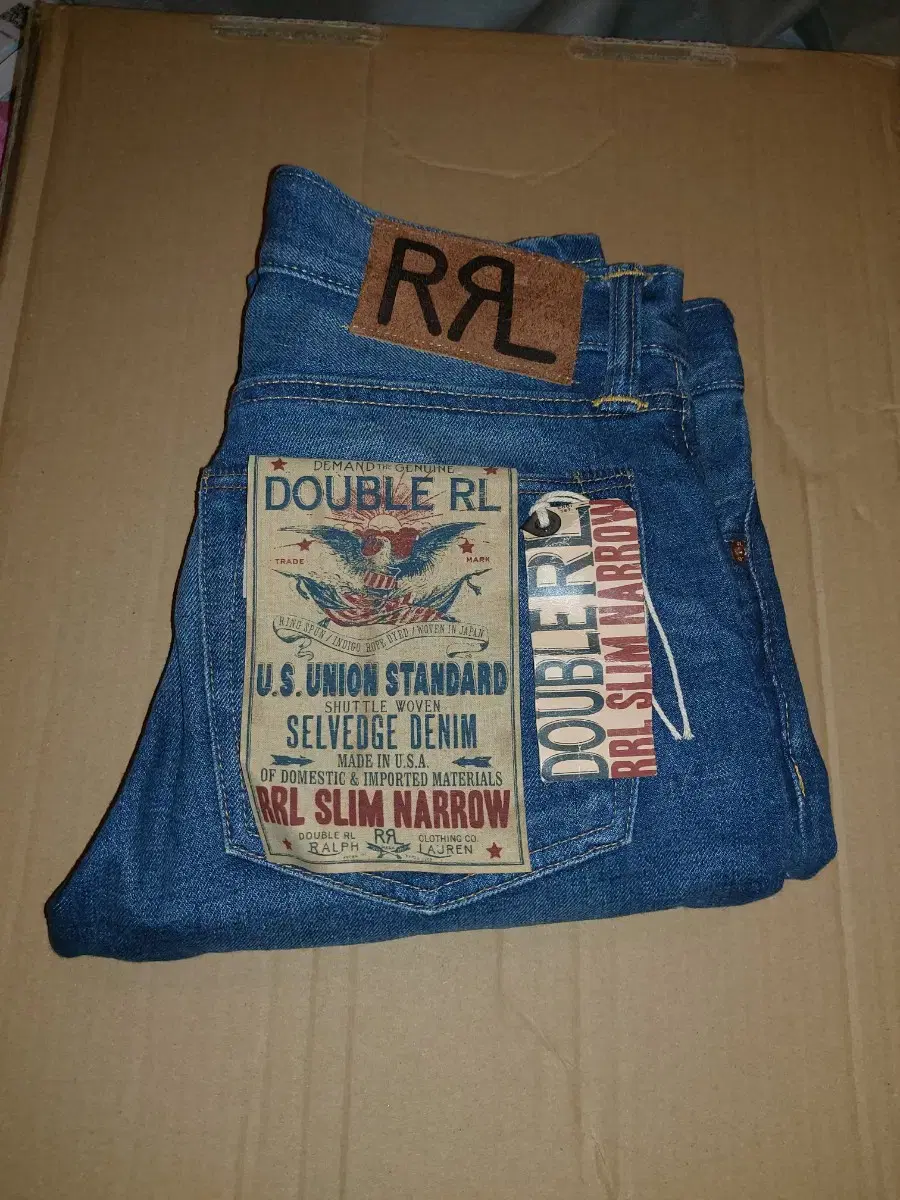 RRL
DEMAND THE GENUINE
DOUBLE RL
TRADE MARK
RING SPUN / INDIGO ROPE DYED / WOVEN IN JAPAN
U.S. UNION STANDARD
SHUTTLE WOVEN
SELVEDGE DENIM
MADE IN U.S.A.
OF DOMESTIC & IMPORTED MATERIALS
RRL SLIM NARROW
DOUBLE RL RRL CLOTHING CO.
RALPH LAUREN
DOUBLE RL
RRL SLIM NARROW